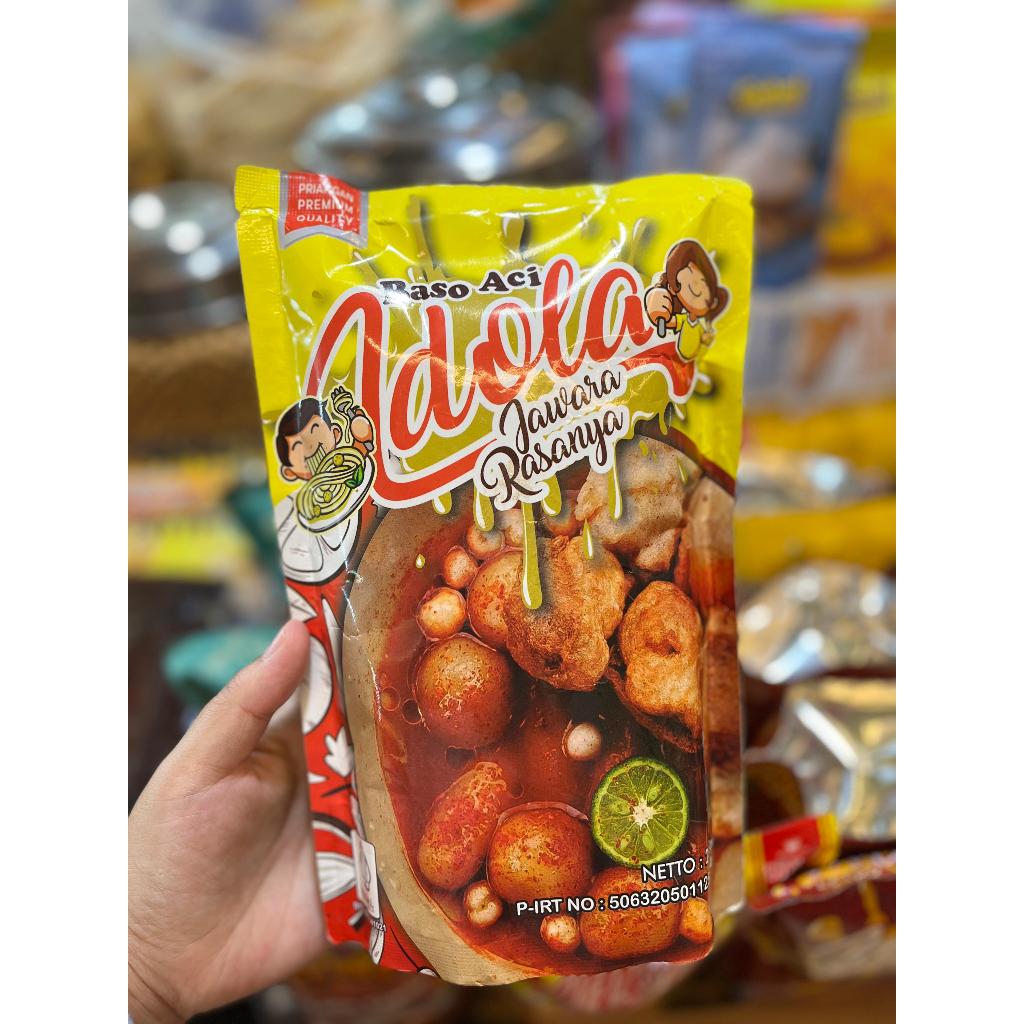 PRIANGAN
PREMIUM
QUALITY
Baso Aci
Idola
Jawara
Rasanya
NETTO :
P-IRT NO : 50632050112